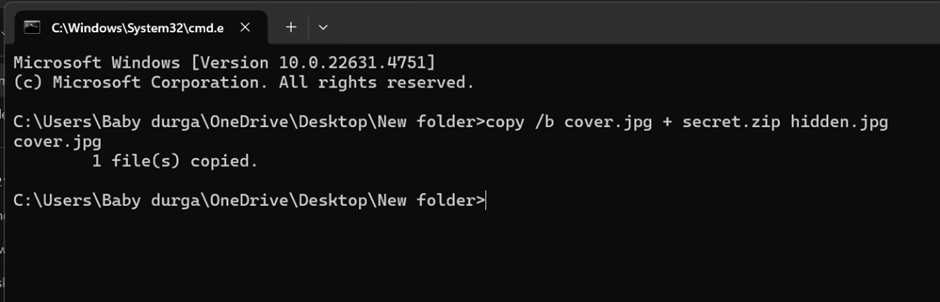 C:\Windows\System32\cmd.e
Microsoft Windows [Version 10.0.22631.4751]
(c) Microsoft Corporation. All rights reserved.
C:\Users\Baby durga\OneDrive\Desktop\New folder>copy /b cover.jpg + secret.zip hidden.jpg
cover.jpg
        1 file(s) copied.
C:\Users\Baby durga\OneDrive\Desktop\New folder>